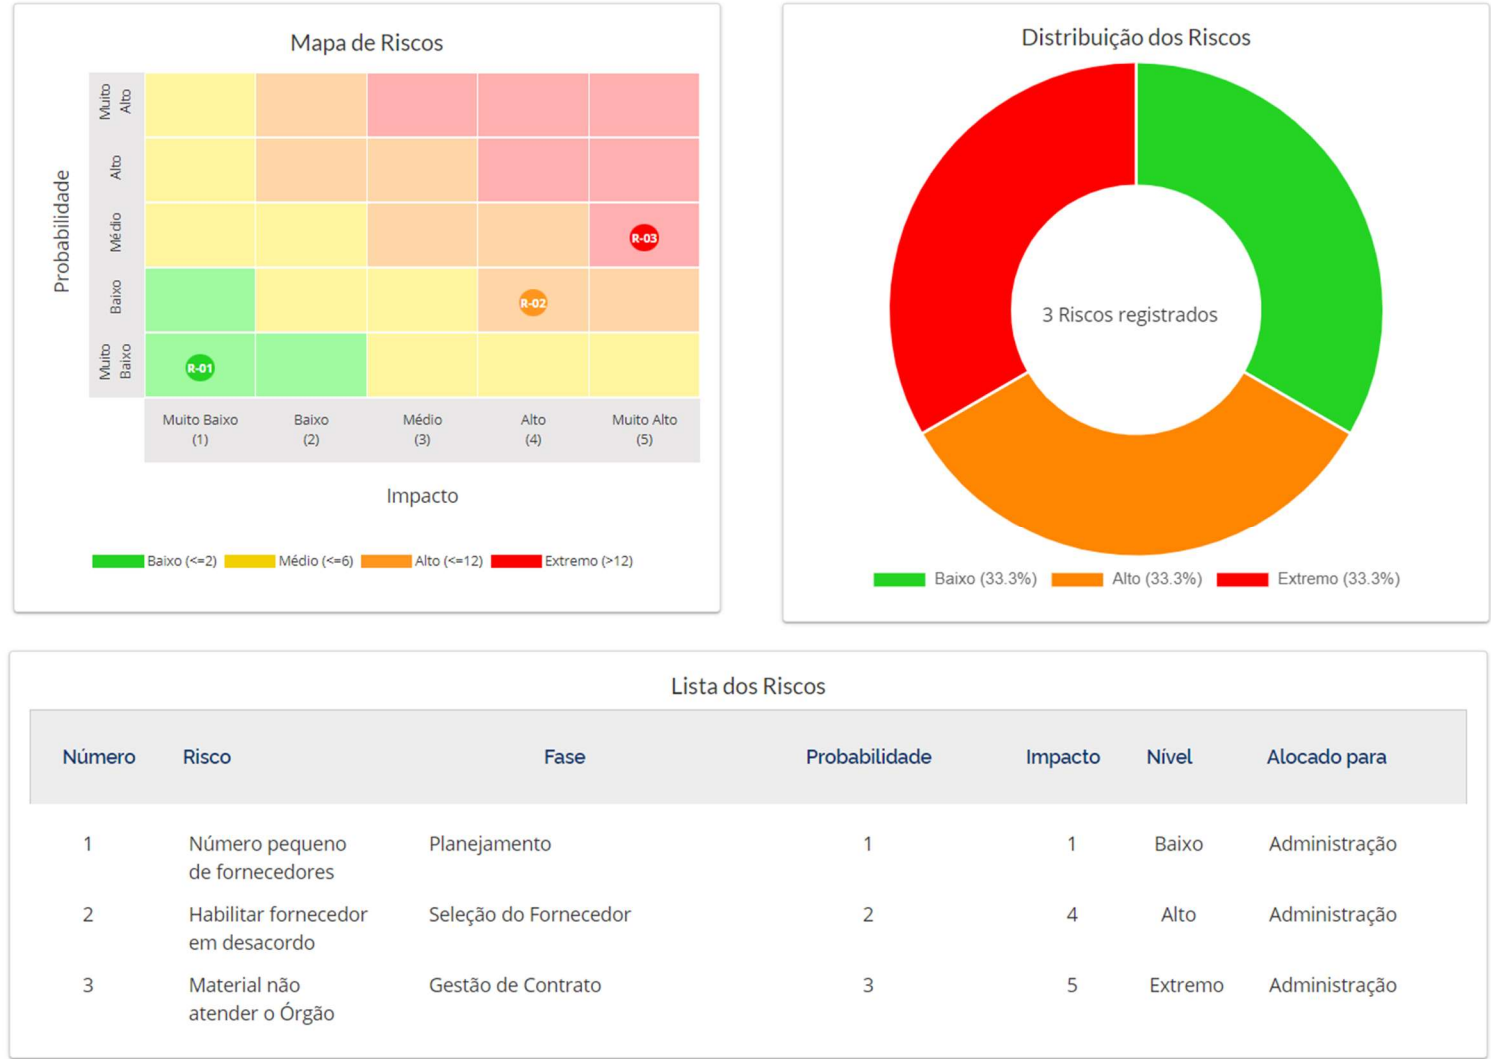 Mapa de Riscos
Probabilidade
Muito
Alto
Alto
Médio
Baixo
Muito
Baixo
R-03
R-02
R-01
Muito Baixo
(1)
Baixo
(2)
Médio
(3)
Alto
(4)
Muito Alto
(5)
Impacto
Baixo (<=2) Médio (<=6) Alto (<=12) Extremo (>12)
Distribuição dos Riscos
3 Riscos registrados
Baixo (33.3%) Alto (33.3%) Extremo (33.3%)
Lista dos Riscos
Número Risco Fase Probabilidade Impacto Nível Alocado para
1 Número pequeno Planejamento 1 1 Baixo Administração
de fornecedores
2 Habilitar fornecedor Seleção do Fornecedor 2 4 Alto Administração
em desacordo
3 Material não Gestão de Contrato 3 5 Extremo Administração
atender o Órgão